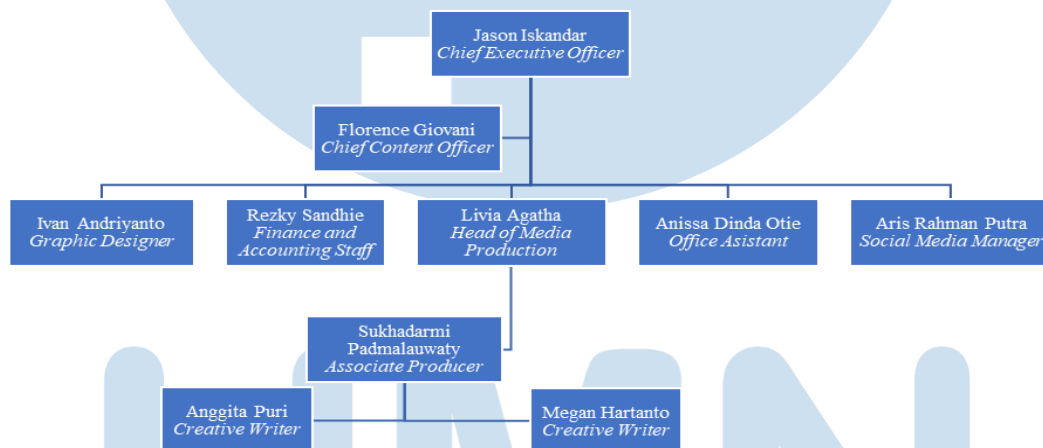 Jason Iskandar
Chief Executive Officer
Florence Giovani
Chief Content Officer
Ivan Andriyanto
Graphic Designer
Rezky Sandhie
Finance and
Accounting Staff
Livia Agatha
Head of Media
Production
Anissa Dinda Otie
Office Asistant
Aris Rahman Putra
Social Media Manager
Sukhadarmi
Padmalauwaty
Associate Producer
Anggita Puri
Creative Writer
Megan Hartanto
Creative Writer